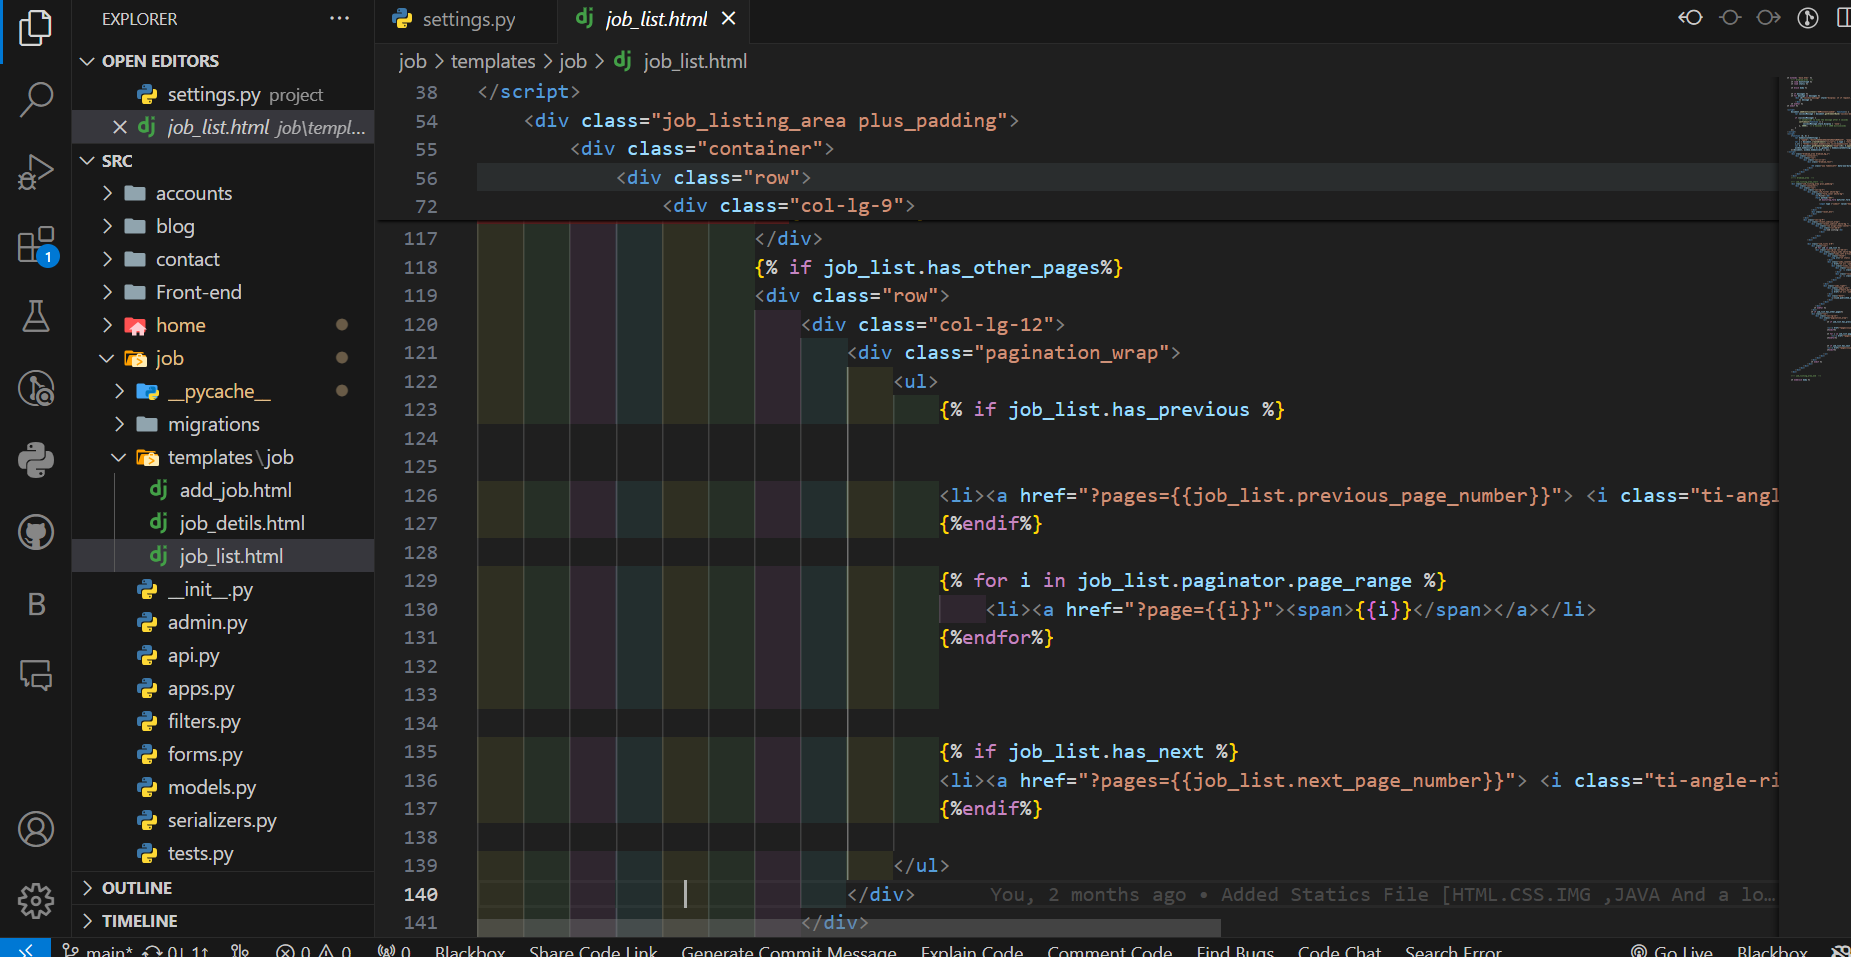 EXPLORER
OPEN EDITORS
settings.py project
job_list.html job\templ...
SRC
accounts
blog
contact
Front-end
home
job
__pycache__
migrations
templates\job
add_job.html
job_detils.html
job_list.html
__init__.py
admin.py
api.py
apps.py
filters.py
forms.py
models.py
serializers.py
tests.py
OUTLINE
TIMELINE
1
B
settings.py
dj job_list.html
job > templates > job > dj job_list.html
38 </script>
54 <div class="job_listing_area plus_padding">
55 <div class="container">
56 <div class="row">
72 <div class="col-lg-9">
117 </div>
118 {% if job_list.has_other_pages%}
119 <div class="row">
120 <div class="col-lg-12">
121 <div class="pagination_wrap">
122 <ul>
123 {% if job_list.has_previous %}
124
125
126 <li><a href="?pages={{job_list.previous_page_number}}"> <i class="ti-angl
127 {%endif%}
128
129 {% for i in job_list.paginator.page_range %}
130 <li><a href="?page={{i}}"><span>{{i}}</span></a></li>
131 {%endfor%}
132
133
134
135 {% if job_list.has_next %}
136 <li><a href="?pages={{job_list.next_page_number}}"> <i class="ti-angle-ri
137 {%endif%}
138
139 </ul>
140 </div> You, 2 months ago • Added Statics File [HTML.CSS.IMG ,JAVA And a lo…
141 </div>
main* 0↓ 1↑ 0 0 0 Blackbox Share Code Link Generate Commit Message Explain Code Comment Code Find Bugs Code Chat Search Error Go Live Blackbox